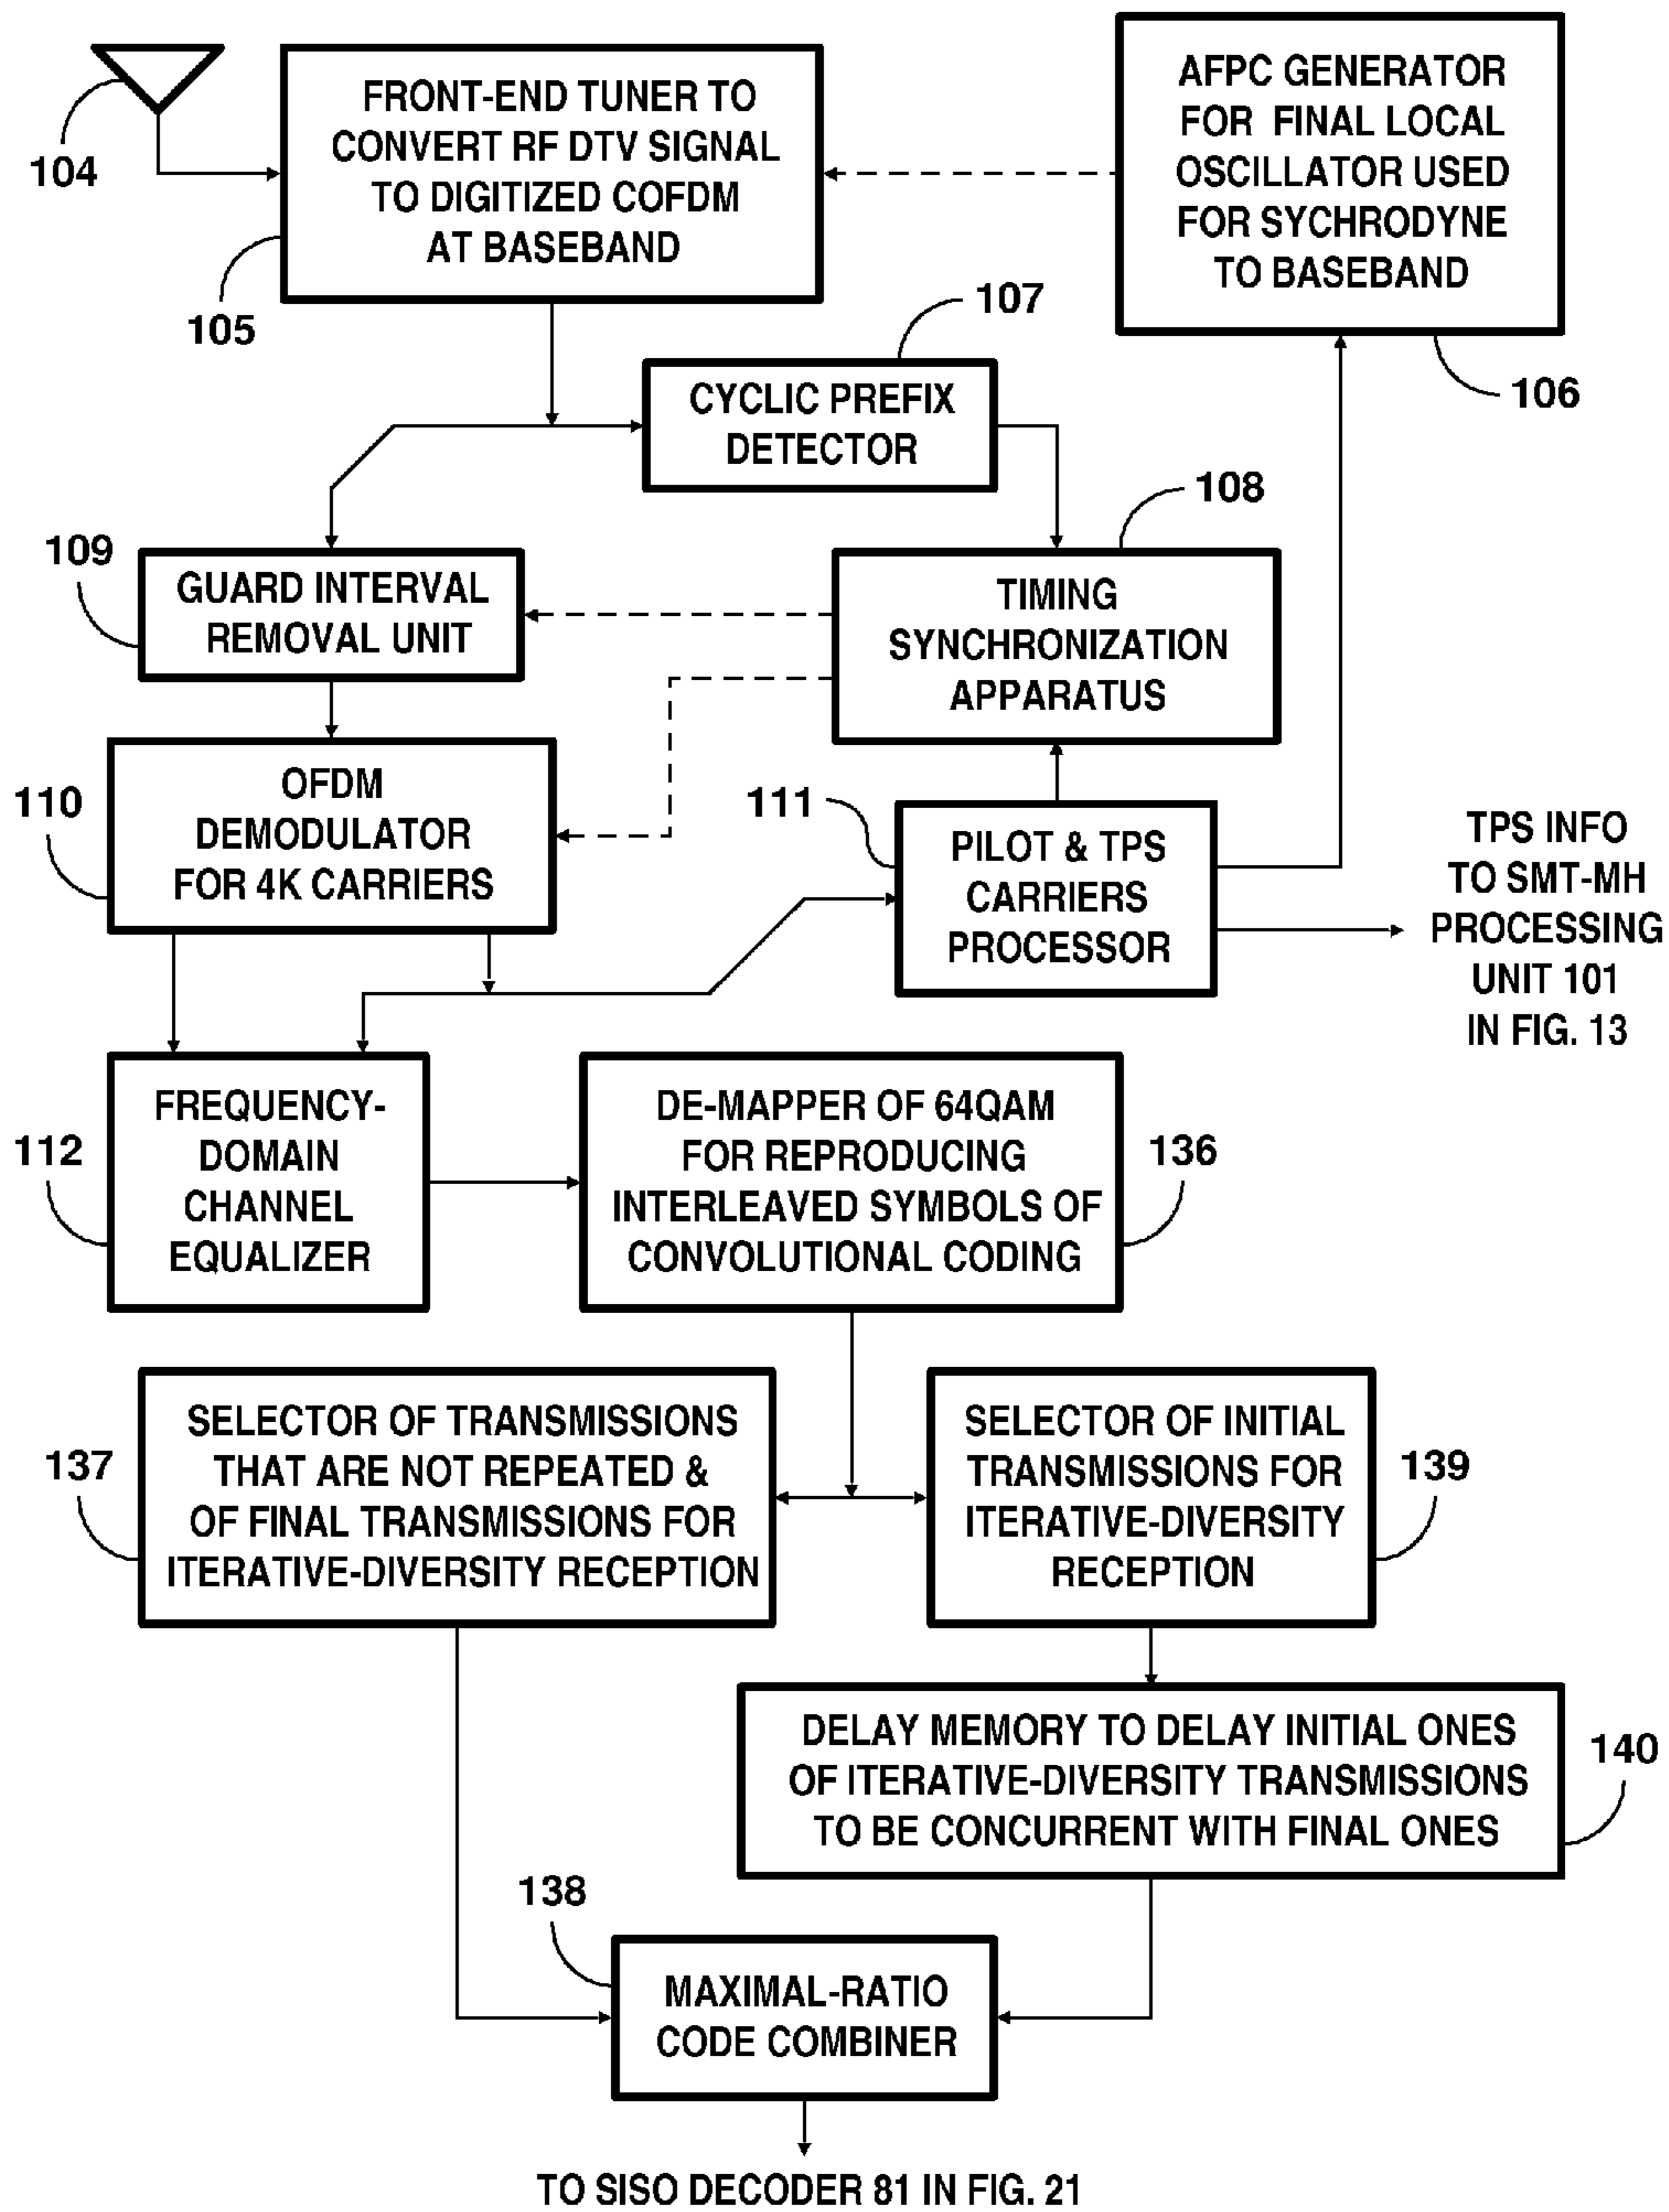 104
FRONT-END TUNER TO
CONVERT RF DTV SIGNAL
TO DIGITIZED COFDM
AT BASEBAND
105
AFPC GENERATOR
FOR FINAL LOCAL
OSCILLATOR USED
FOR SYCHRODYNE
TO BASEBAND
106
107
CYCLIC PREFIX
DETECTOR
108
109
GUARD INTERVAL
REMOVAL UNIT
TIMING
SYNCHRONIZATION
APPARATUS
110
OFDM
DEMODULATOR
FOR 4K CARRIERS
111
PILOT & TPS
CARRIERS
PROCESSOR
TPS INFO
TO SMT-MH
PROCESSING
UNIT 101
IN FIG. 13
112
FREQUENCY-
DOMAIN
CHANNEL
EQUALIZER
DE-MAPPER OF 64QAM
FOR REPRODUCING
INTERLEAVED SYMBOLS OF
CONVOLUTIONAL CODING
136
137
SELECTOR OF TRANSMISSIONS
THAT ARE NOT REPEATED &
OF FINAL TRANSMISSIONS FOR
ITERATIVE-DIVERSITY RECEPTION
SELECTOR OF INITIAL
TRANSMISSIONS FOR
ITERATIVE-DIVERSITY
RECEPTION
139
DELAY MEMORY TO DELAY INITIAL ONES
OF ITERATIVE-DIVERSITY TRANSMISSIONS
TO BE CONCURRENT WITH FINAL ONES
140
138
MAXIMAL-RATIO
CODE COMBINER
TO SISO DECODER 81 IN FIG. 21